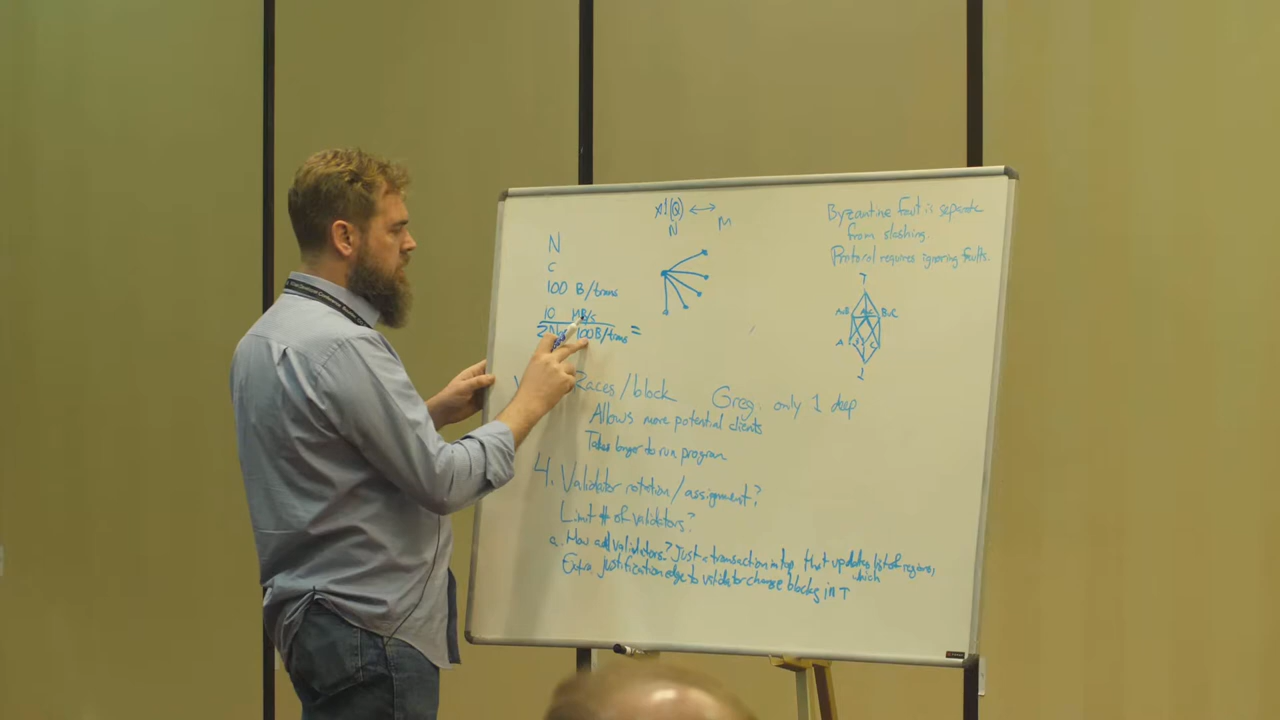 (Q) ↔
N
M
N
C
100 B/trans
10 MB/s
100B/trans =
Byzantine fault is separate
from slashing.
Protocol requires ignoring faults.
T
A∪B A C B∪C
A B C
⊥
Races/block
Greg. only 1 deep
Allows more potential clients
Takes longer to run program
4. Validator rotation/assignment?
Limit # of validators?
a. How add validators? Just a transaction in top, that updates list of regions,
which
Extra justification edge to validator change blocks in T